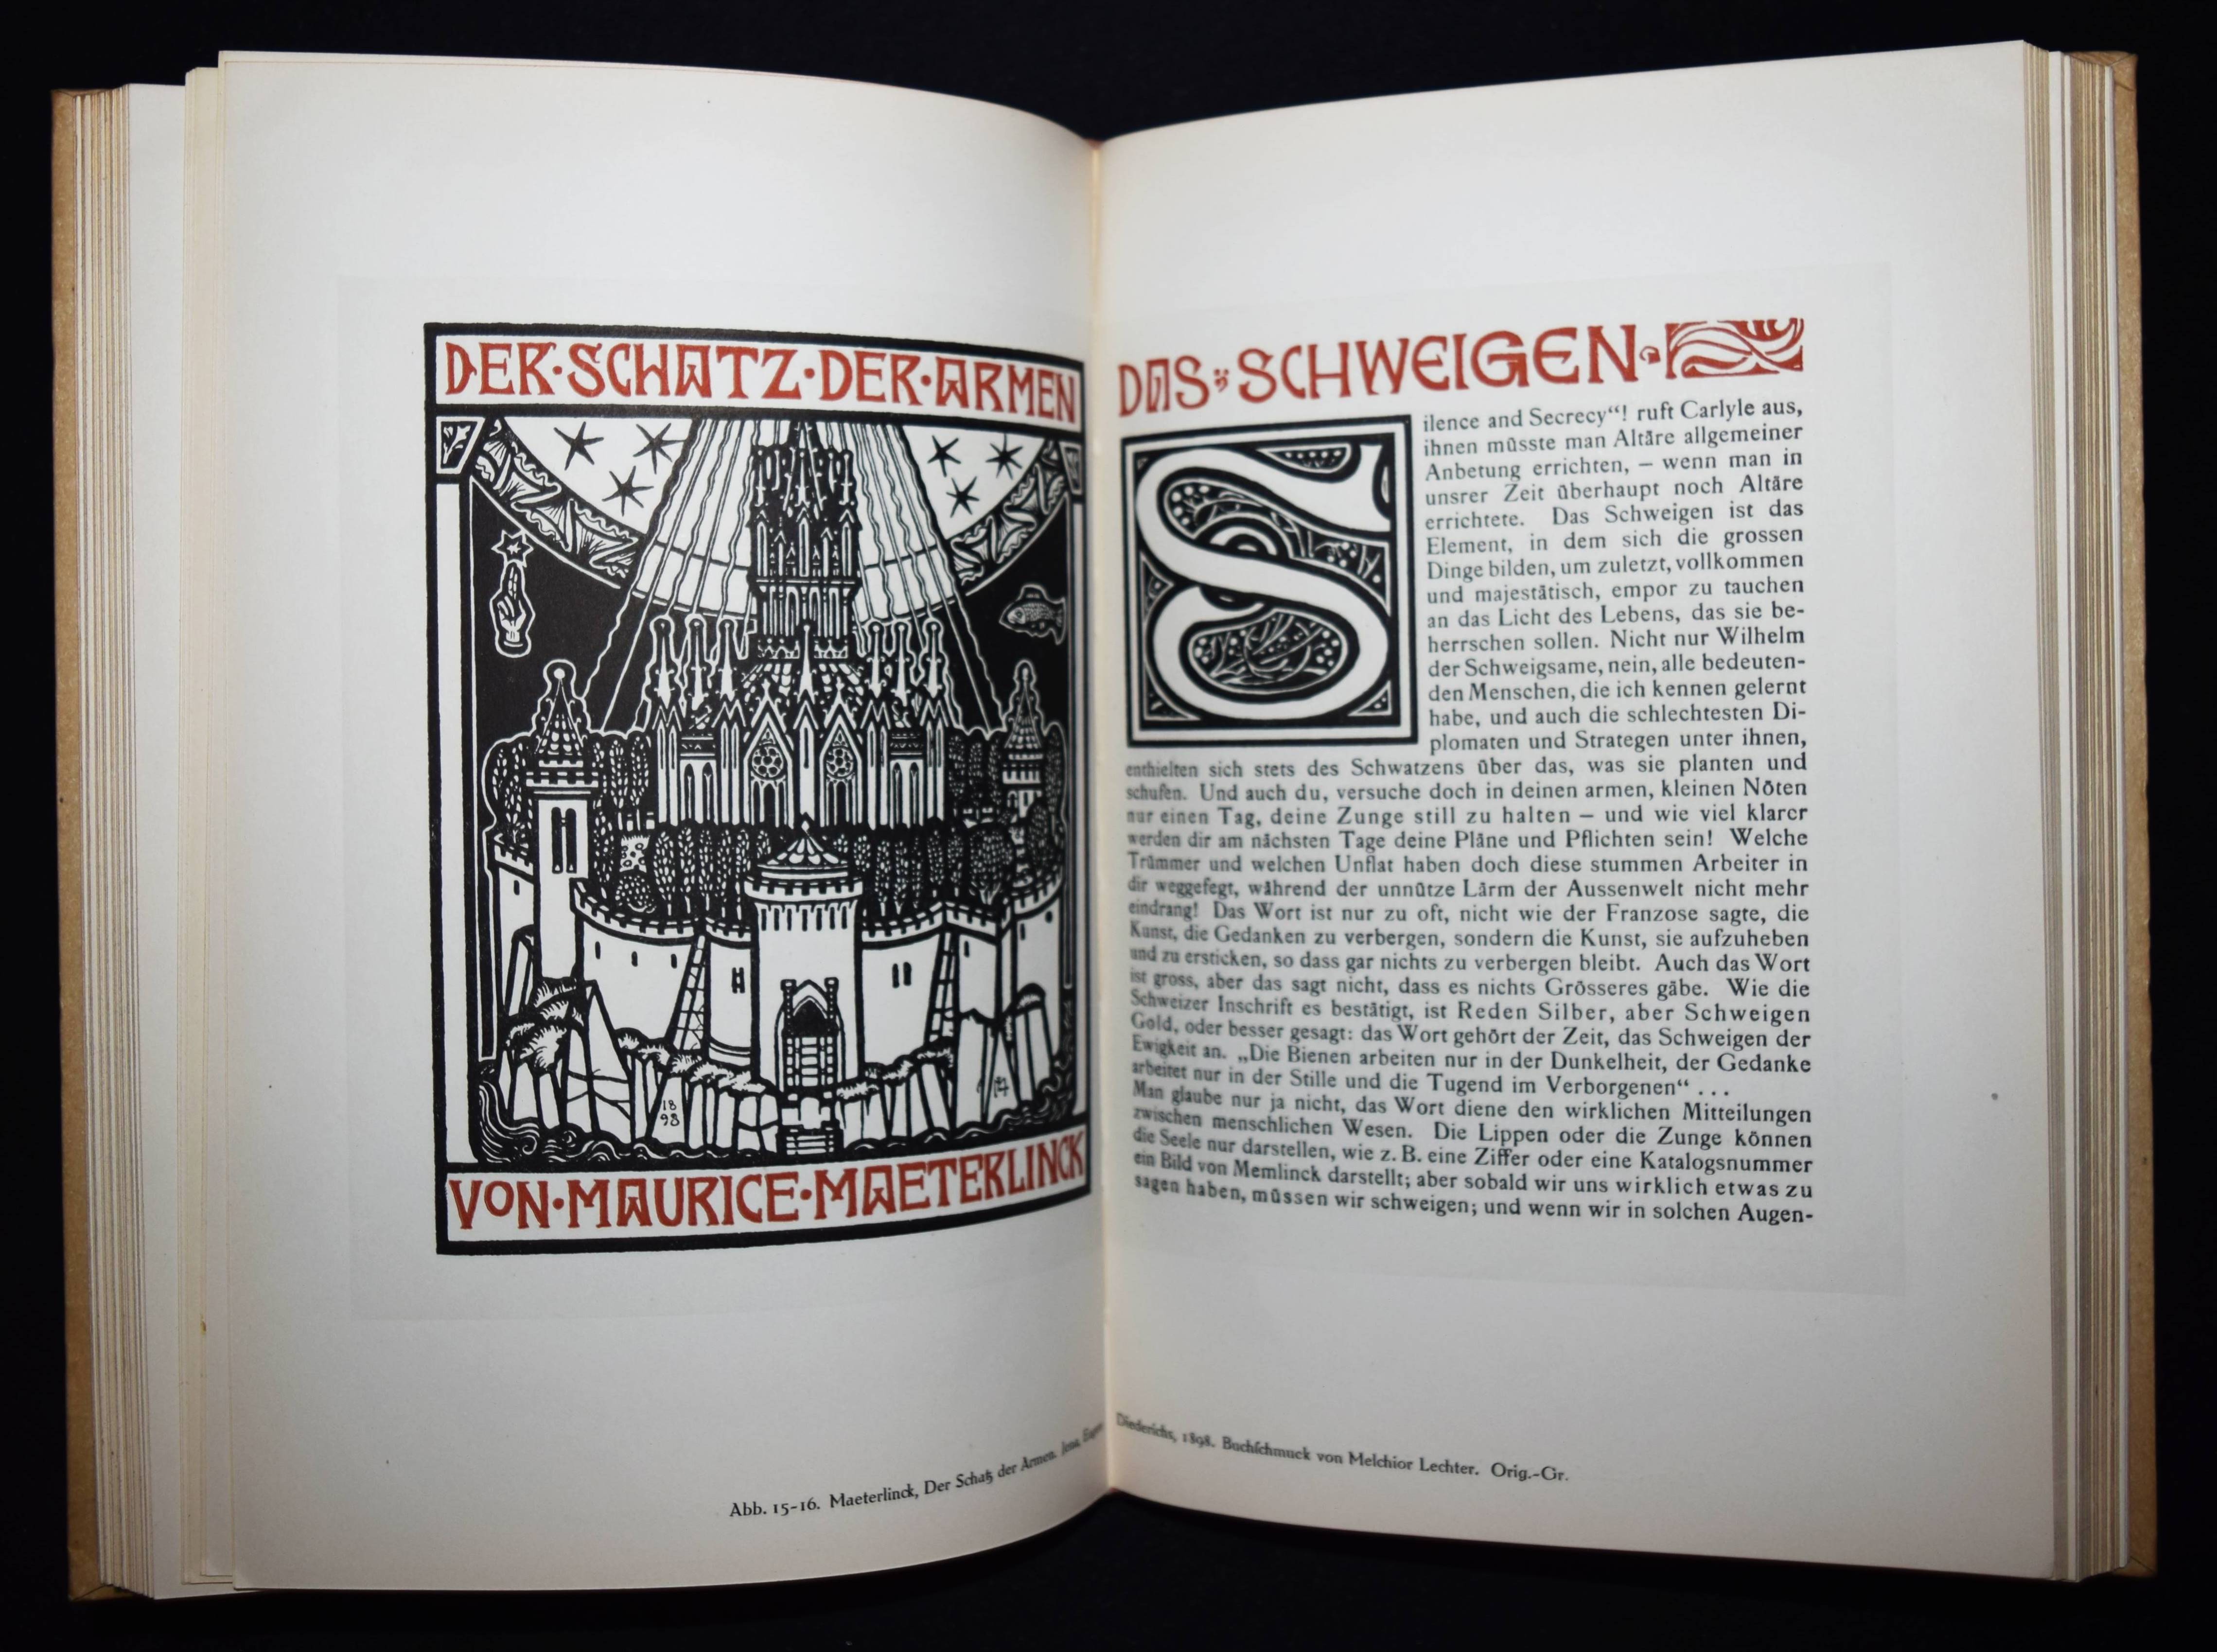 DER·SCHATZ·DER·ARMEN
18
98
VON·MAURICE·MAETERLINCK
Abb. 15-16. Maeterlinck, Der Schatz der Armen. Jena, Eugen
DAS SCHWEIGEN
S
ilence and Secrecy“! ruft Carlyle aus,
ihnen müsste man Altäre allgemeiner
Anbetung errichten, — wenn man in
unsrer Zeit überhaupt noch Altäre
errichtete. Das Schweigen ist das
Element, in dem sich die grossen
Dinge bilden, um zuletzt, vollkommen
und majestätisch, empor zu tauchen
an das Licht des Lebens, das sie be-
herrschen sollen. Nicht nur Wilhelm
der Schweigsame, nein, alle bedeuten-
den Menschen, die ich kennen gelernt
habe, und auch die schlechtesten Di-
plomaten und Strategen unter ihnen,
enthielten sich stets des Schwatzens über das, was sie planten und
schufen. Und auch du, versuche doch in deinen armen, kleinen Nöten
nur einen Tag, deine Zunge still zu halten — und wie viel klarer
werden dir am nächsten Tage deine Pläne und Pflichten sein! Welche
Trümmer und welchen Unflat haben doch diese stummen Arbeiter in
dir weggefegt, während der unnütze Lärm der Aussenwelt nicht mehr
eindrang! Das Wort ist nur zu oft, nicht wie der Franzose sagte, die
Kunst, die Gedanken zu verbergen, sondern die Kunst, sie aufzuheben
und zu ersticken, so dass gar nichts zu verbergen bleibt. Auch das Wort
ist gross, aber das sagt nicht, dass es nichts Grösseres gäbe. Wie die
Schweizer Inschrift es bestätigt, ist Reden Silber, aber Schweigen
Gold, oder besser gesagt: das Wort gehört der Zeit, das Schweigen der
Ewigkeit an. „Die Bienen arbeiten nur in der Dunkelheit, der Gedanke
arbeitet nur in der Stille und die Tugend im Verborgenen“ ...
Man glaube nur ja nicht, das Wort diene den wirklichen Mitteilungen
zwischen menschlichen Wesen. Die Lippen oder die Zunge können
die Seele nur darstellen, wie z. B. eine Ziffer oder eine Katalogsnummer
ein Bild von Memlinck darstellt; aber sobald wir uns wirklich etwas zu
sagen haben, müssen wir schweigen; und wenn wir in solchen Augen-
Diederichs, 1898. Buchſchmuck von Melchior Lechter. Orig.-Gr.